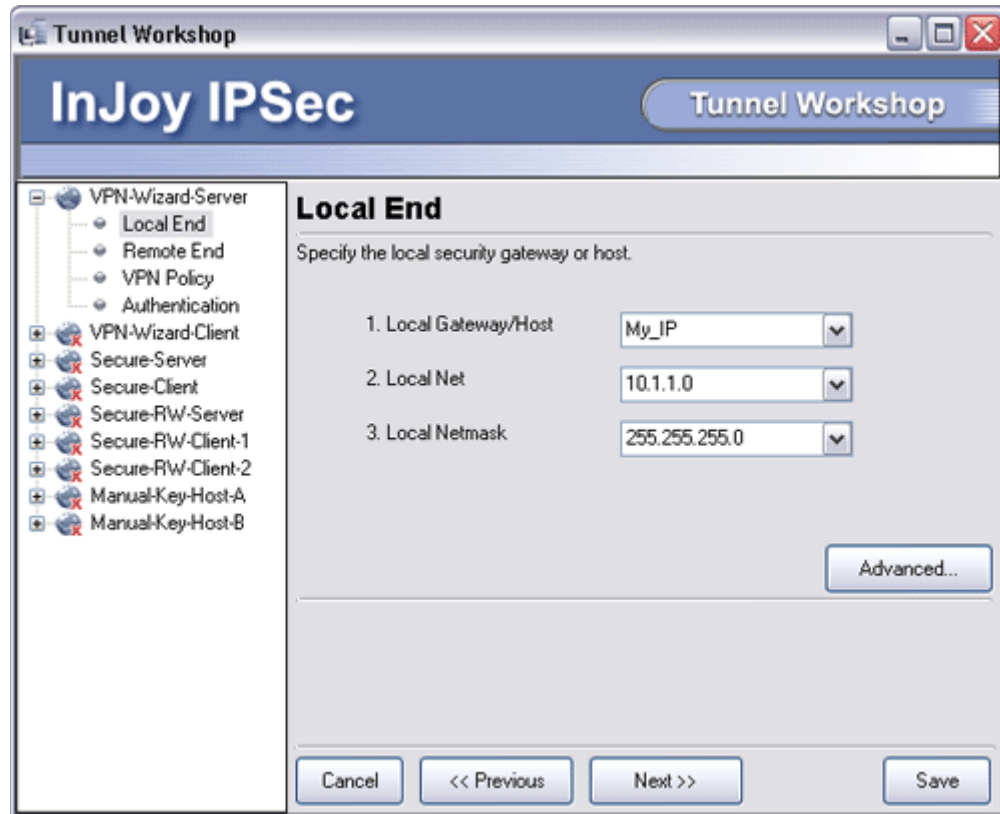 Tunnel Workshop
InJoy IPSec
Tunnel Workshop
VPN-Wizard-Server
Local End
Remote End
VPN Policy
Authentication
VPN-Wizard-Client
Secure-Server
Secure-Client
Secure-RW-Server
Secure-RW-Client-1
Secure-RW-Client-2
Manual-Key-Host-A
Manual-Key-Host-B
Local End
Specify the local security gateway or host.
1. Local Gateway/Host My_IP
2. Local Net 10.1.1.0
3. Local Netmask 255.255.255.0
Advanced...
Cancel << Previous Next >> Save